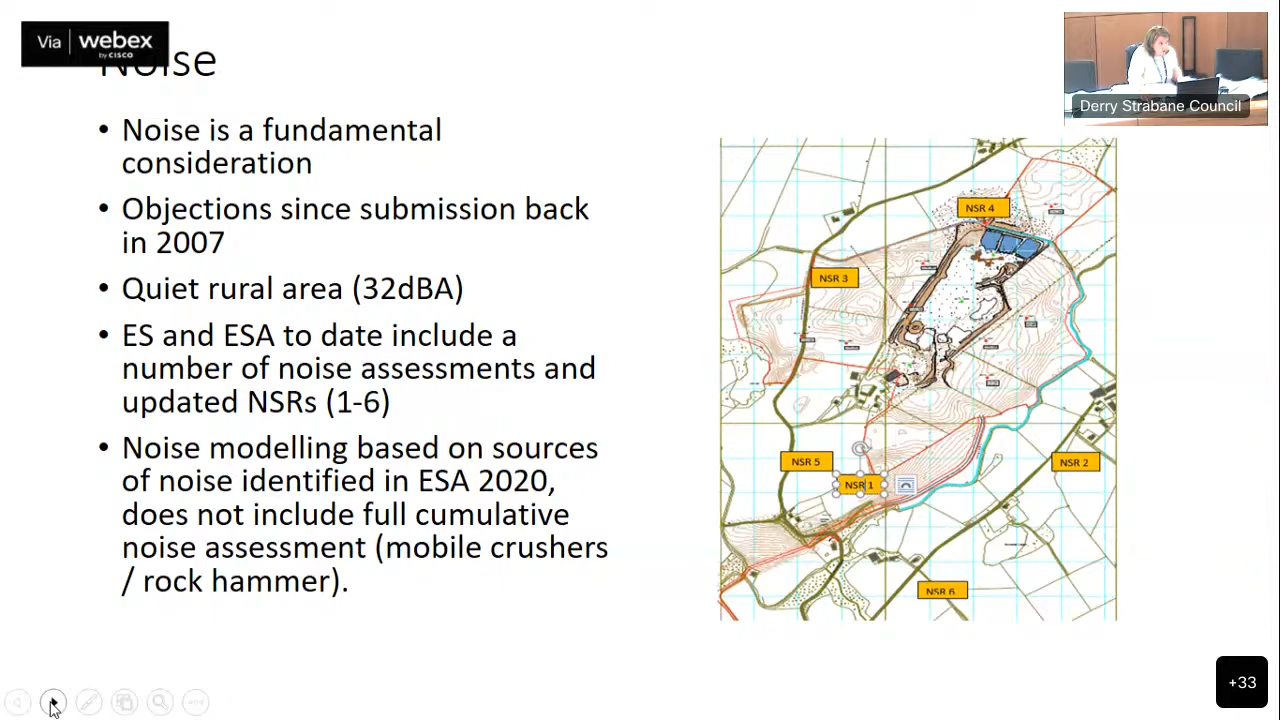 Via webex
by CISCO
Noise
Derry Strabane Council
• Noise is a fundamental
consideration
• Objections since submission back
in 2007
• Quiet rural area (32dBA)
• ES and ESA to date include a
number of noise assessments and
updated NSRs (1-6)
• Noise modelling based on sources
of noise identified in ESA 2020,
does not include full cumulative
noise assessment (mobile crushers
/ rock hammer).
NSR 4
NSR 3
NSR 5
NSR 2
NSR 1
NSR 6
+33